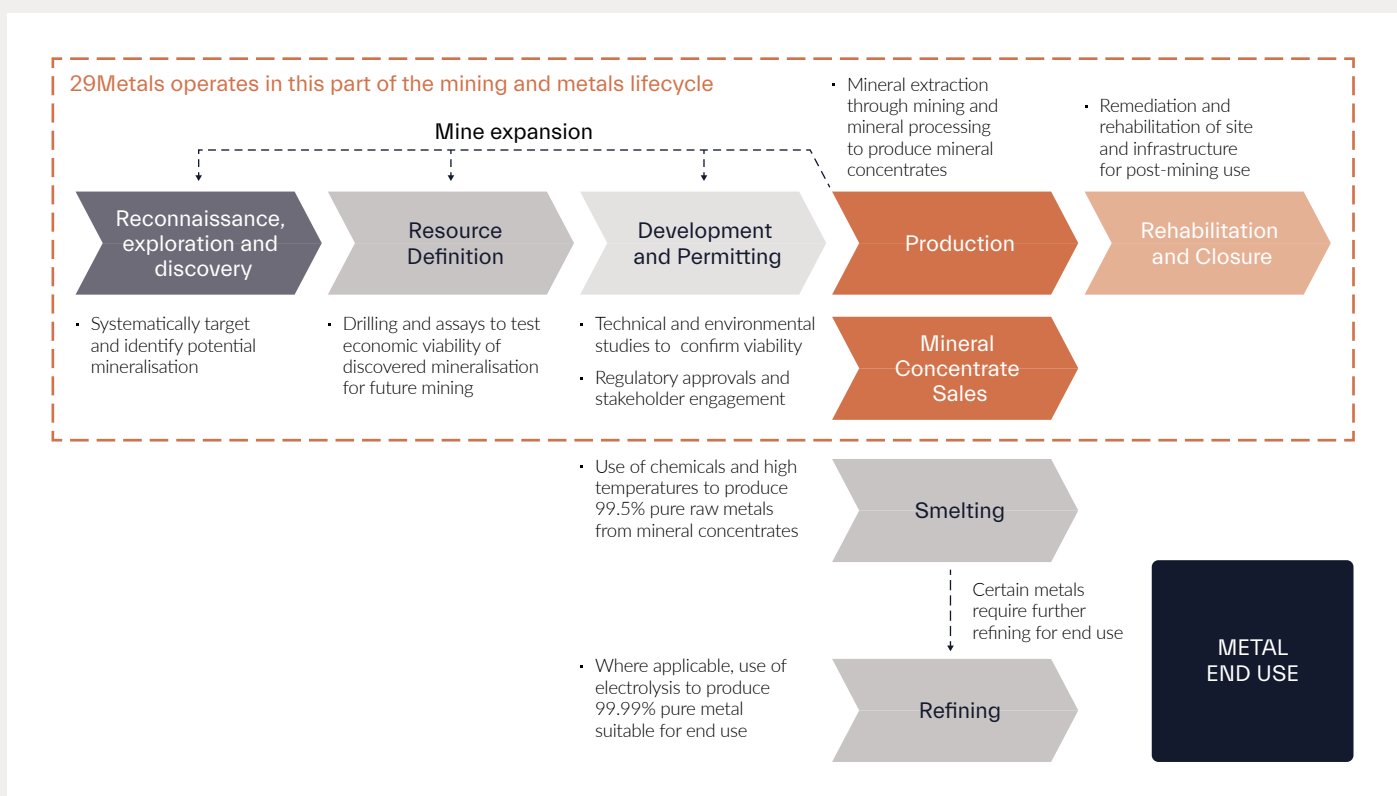 29Metals operates in this part of the mining and metals lifecycle
Mine expansion
▪ Mineral extraction
through mining and
mineral processing
to produce mineral
concentrates
▪ Remediation and
rehabilitation of site
and infrastructure
for post-mining use
Reconnaissance,
exploration and
discovery
Resource
Definition
Development
and Permitting
Production
Rehabilitation
and Closure
▪ Systematically target
and identify potential
mineralisation
▪ Drilling and assays to test
economic viability of
discovered mineralisation
for future mining
▪ Technical and environmental
studies to confirm viability
▪ Regulatory approvals and
stakeholder engagement
Mineral
Concentrate
Sales
▪ Use of chemicals and high
temperatures to produce
99.5% pure raw metals
from mineral concentrates
Smelting
Certain metals
require further
refining for end use
▪ Where applicable, use of
electrolysis to produce
99.99% pure metal
suitable for end use
Refining
METAL
END USE